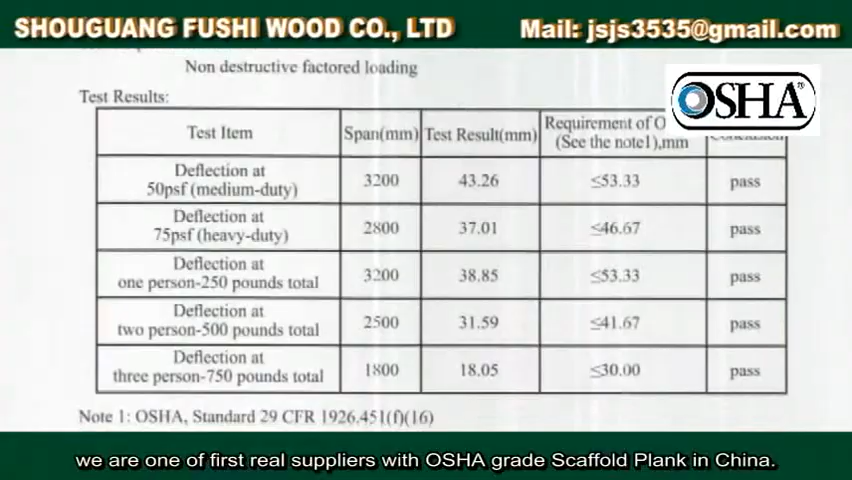 SHOUGUANG FUSHI WOOD CO., LTD
Mail: jsjs3535@gmail.com
Non destructive factored loading
Test Results:
OSHA®
Test Item Span(mm) Test Result(mm) Requirement of O
(See the note1),mm
Deflection at
50psf (medium-duty) 3200 43.26 ≤53.33 pass
Deflection at
75psf (heavy-duty) 2800 37.01 ≤46.67 pass
Deflection at
one person-250 pounds total 3200 38.85 ≤53.33 pass
Deflection at
two person-500 pounds total 2500 31.59 ≤41.67 pass
Deflection at
three person-750 pounds total 1800 18.05 ≤30.00 pass
Note 1: OSHA, Standard 29 CFR 1926.451(f)(16)
we are one of first real suppliers with OSHA grade Scaffold Plank in China.